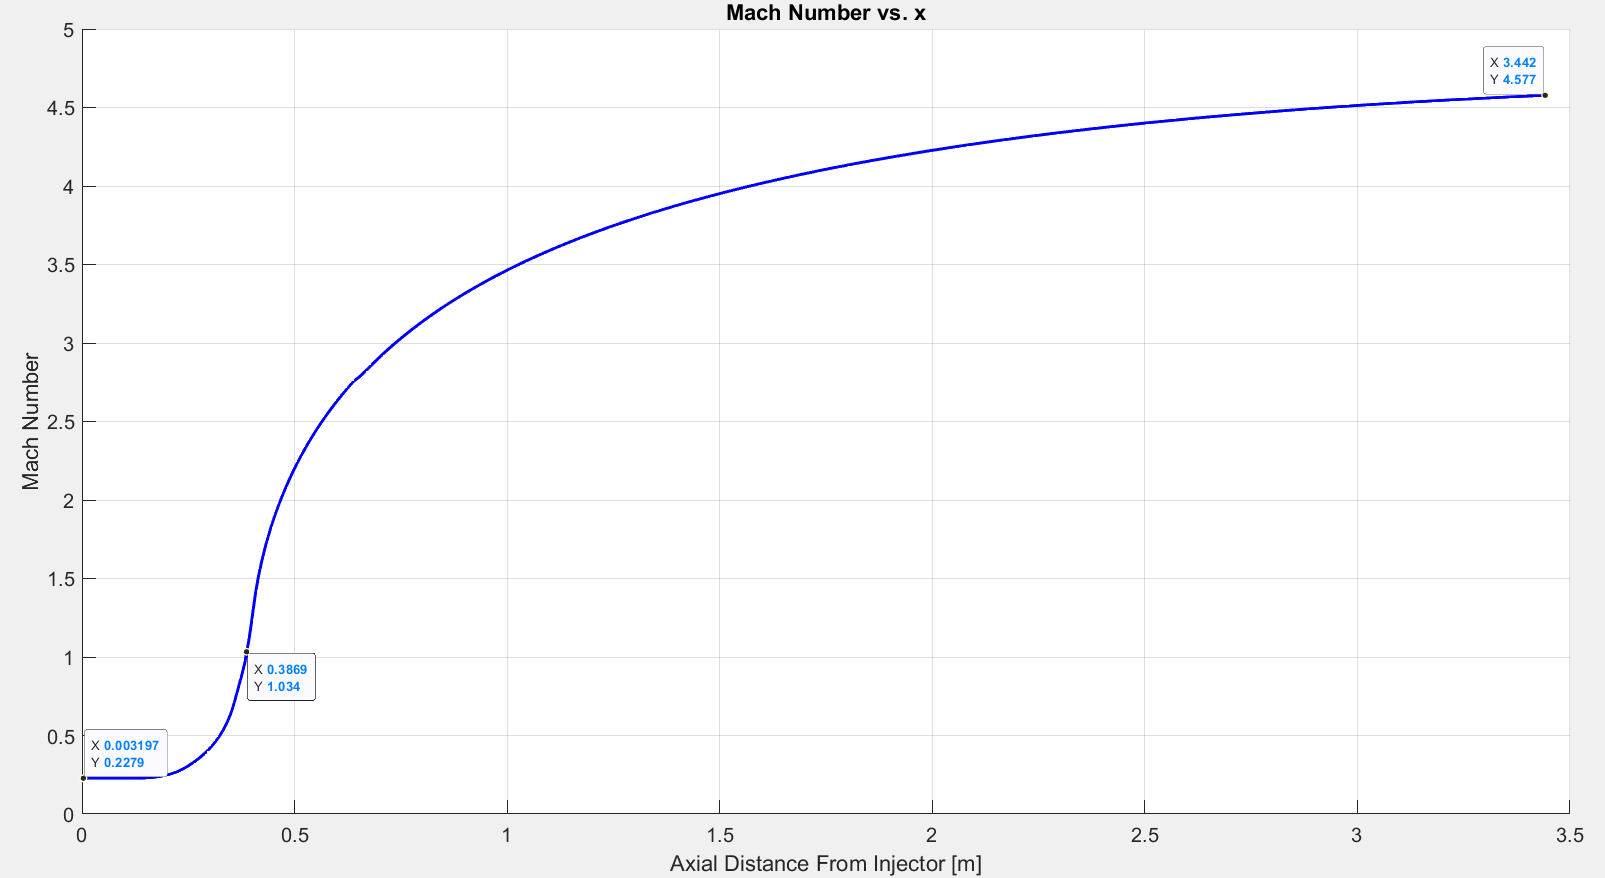 Mach Number vs. x
5
4.5
4
3.5
3
2.5
2
1.5
1
0.5
0
Mach Number
X 3.442
Y 4.577
X 0.3869
Y 1.034
X 0.003197
Y 0.2279
0 0.5 1 1.5 2 2.5 3 3.5
Axial Distance From Injector [m]